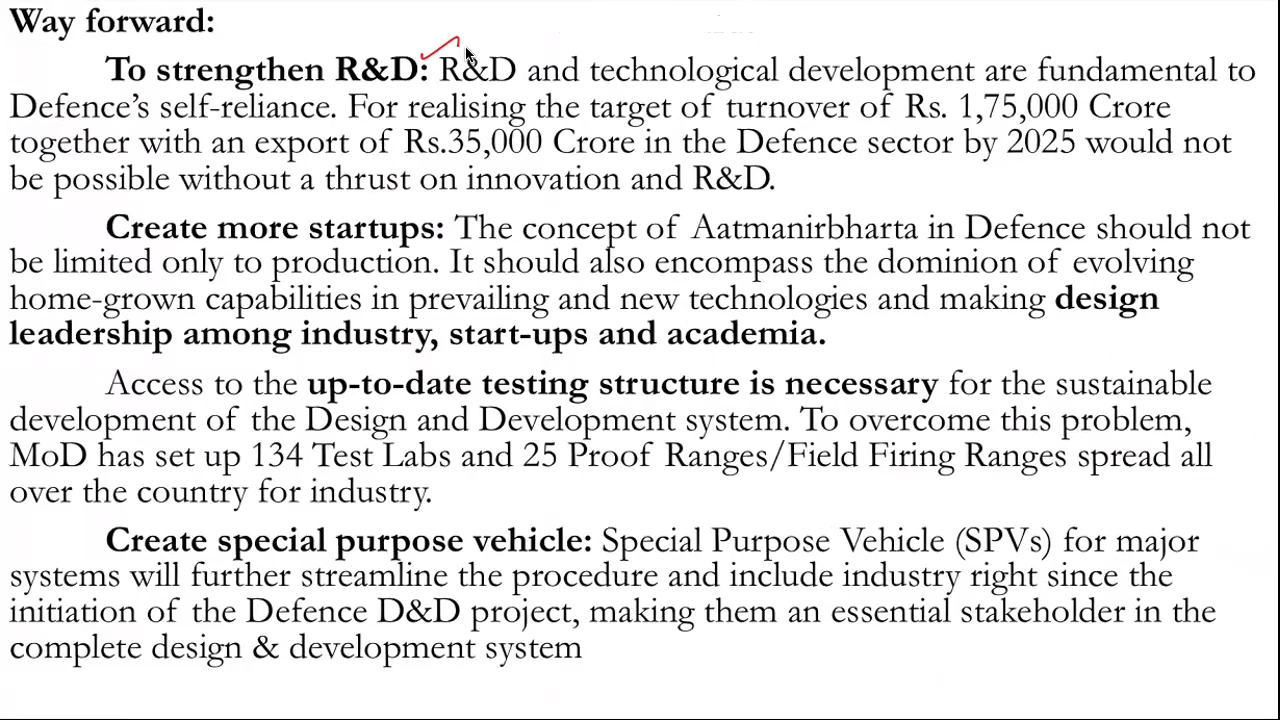 Way forward:
To strengthen R&D: R&D and technological development are fundamental to
Defence’s self-reliance. For realising the target of turnover of Rs. 1,75,000 Crore
together with an export of Rs.35,000 Crore in the Defence sector by 2025 would not
be possible without a thrust on innovation and R&D.
Create more startups: The concept of Aatmanirbharta in Defence should not
be limited only to production. It should also encompass the dominion of evolving
home-grown capabilities in prevailing and new technologies and making design
leadership among industry, start-ups and academia.
Access to the up-to-date testing structure is necessary for the sustainable
development of the Design and Development system. To overcome this problem,
MoD has set up 134 Test Labs and 25 Proof Ranges/Field Firing Ranges spread all
over the country for industry.
Create special purpose vehicle: Special Purpose Vehicle (SPVs) for major
systems will further streamline the procedure and include industry right since the
initiation of the Defence D&D project, making them an essential stakeholder in the
complete design & development system